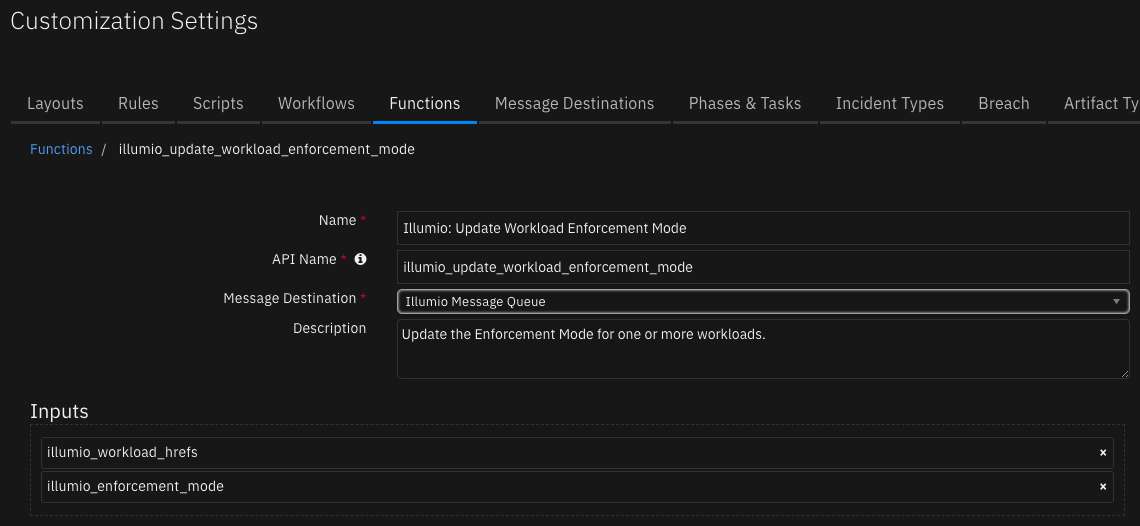 Customization Settings
Layouts Rules Scripts Workflows Functions Message Destinations Phases & Tasks Incident Types Breach Artifact Ty
Functions / illumio_update_workload_enforcement_mode
Name * Illumio: Update Workload Enforcement Mode
API Name * illumio_update_workload_enforcement_mode
Message Destination * Illumio Message Queue
Description Update the Enforcement Mode for one or more workloads.
Inputs
illumio_workload_hrefs ×
illumio_enforcement_mode ×